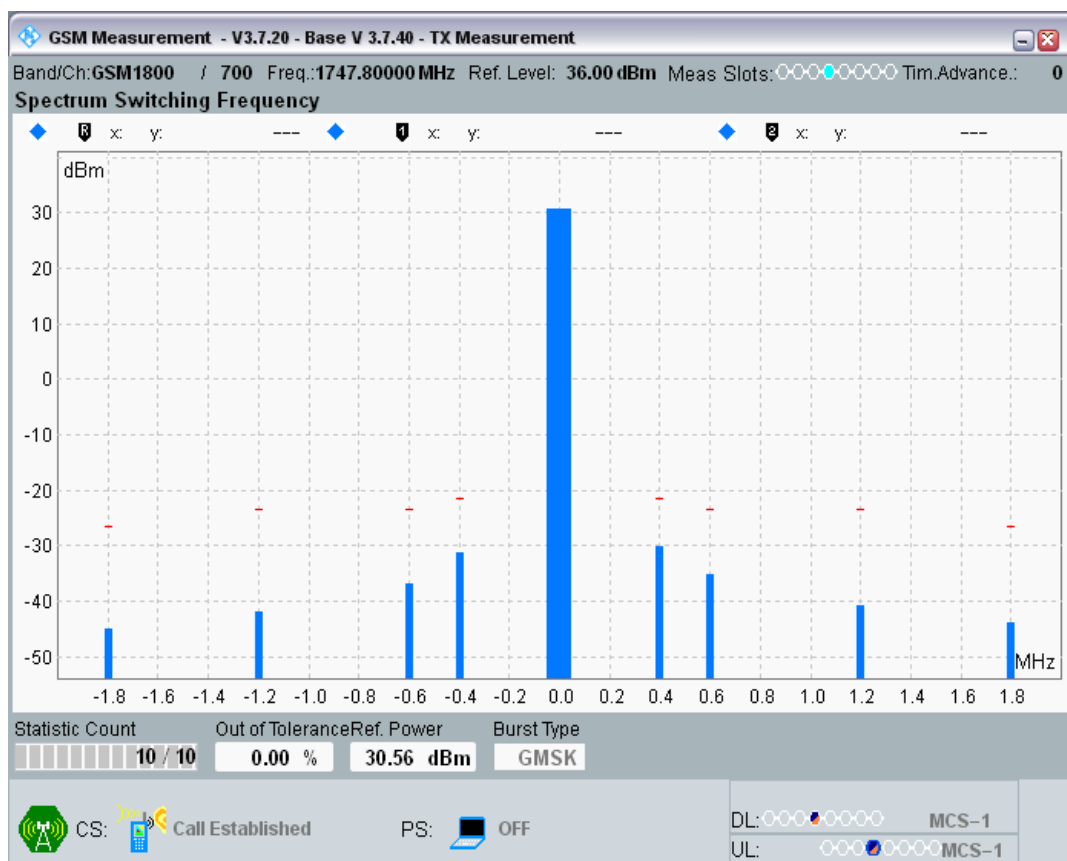 GSM Measurement - V3.7.20 - Base V 3.7.40 - TX Measurement
Band/Ch:GSM1800 / 700 Freq.:1747.80000 MHz Ref. Level: 36.00 dBm Meas Slots: Tim.Advance.: 0
Spectrum Switching Frequency
R x: y: --- 1 x: y: --- 2 x: y: ---
dBm
30
20
10
0
-10
-20
-30
-40
-50
MHz
-1.8 -1.6 -1.4 -1.2 -1.0 -0.8 -0.6 -0.4 -0.2 0.0 0.2 0.4 0.6 0.8 1.0 1.2 1.4 1.6 1.8
Statistic Count Out of Tolerance Ref. Power Burst Type
10 / 10 0.00 % 30.56 dBm GMSK
CS: Call Established PS: OFF
DL: MCS-1
UL: MCS-1